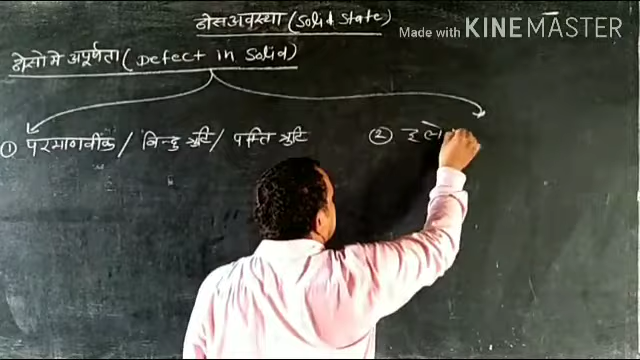 ठोस अवस्था (Solid State)
Made with KINEMASTER
ठोसो मे अपूर्णता (Defect in Solid)
① परमाणवीक / बिन्दु त्रुटि / पंक्ति त्रुटि
② इले